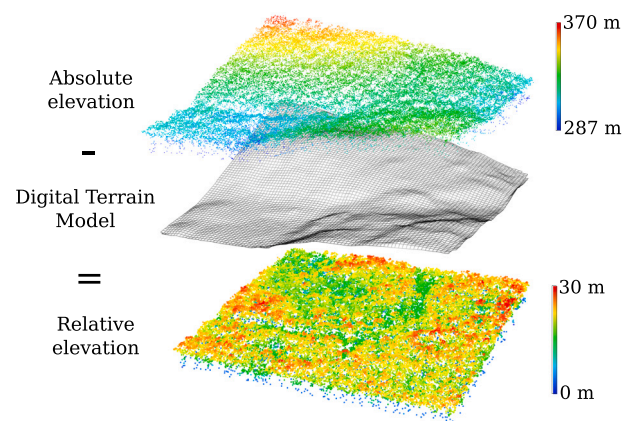 370 m
Absolute
elevation
287 m
-
Digital Terrain
Model
=
30 m
Relative
elevation
0 m